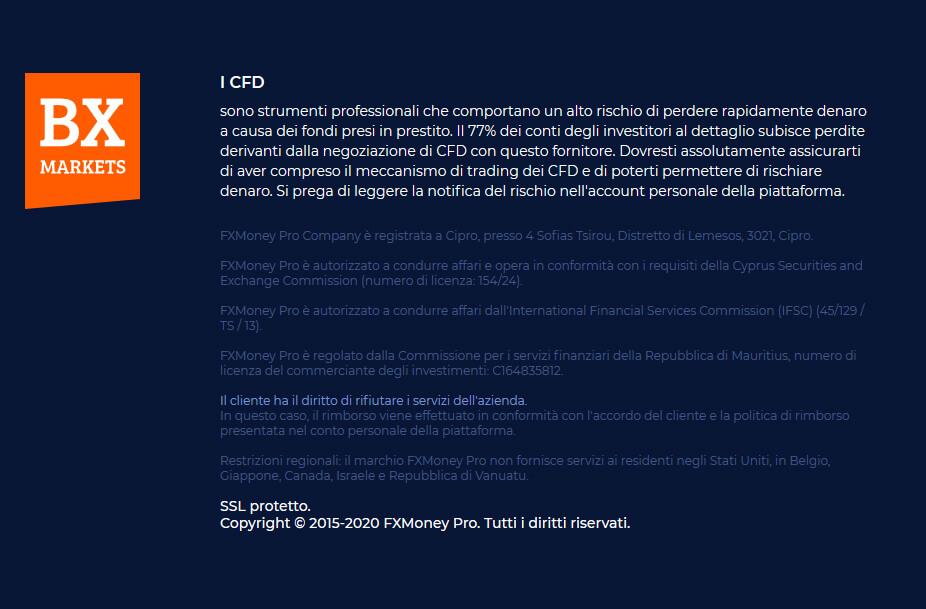 BX
MARKETS
I CFD
sono strumenti professionali che comportano un alto rischio di perdere rapidamente denaro
a causa dei fondi presi in prestito. Il 77% dei conti degli investitori al dettaglio subisce perdite
derivanti dalla negoziazione di CFD con questo fornitore. Dovresti assolutamente assicurarti
di aver compreso il meccanismo di trading dei CFD e di poterti permettere di rischiare
denaro. Si prega di leggere la notifica del rischio nell'account personale della piattaforma.
FXMoney Pro Company è registrata a Cipro, presso 4 Sofias Tsirou, Distretto di Lemesos, 3021, Cipro.
FXMoney Pro è autorizzato a condurre affari e opera in conformità con i requisiti della Cyprus Securities and
Exchange Commission (numero di licenza: 154/24).
FXMoney Pro è autorizzato a condurre affari dall'International Financial Services Commission (IFSC) (45/129 /
TS / 13).
FXMoney Pro è regolato dalla Commissione per i servizi finanziari della Repubblica di Mauritius, numero di
licenza del commerciante degli investimenti: C164835812.
Il cliente ha il diritto di rifiutare i servizi dell'azienda.
In questo caso, il rimborso viene effettuato in conformità con l'accordo del cliente e la politica di rimborso
presentata nel conto personale della piattaforma.
Restrizioni regionali: il marchio FXMoney Pro non fornisce servizi ai residenti negli Stati Uniti, in Belgio,
Giappone, Canada, Israele e Repubblica di Vanuatu.
SSL protetto.
Copyright © 2015-2020 FXMoney Pro. Tutti i diritti riservati.